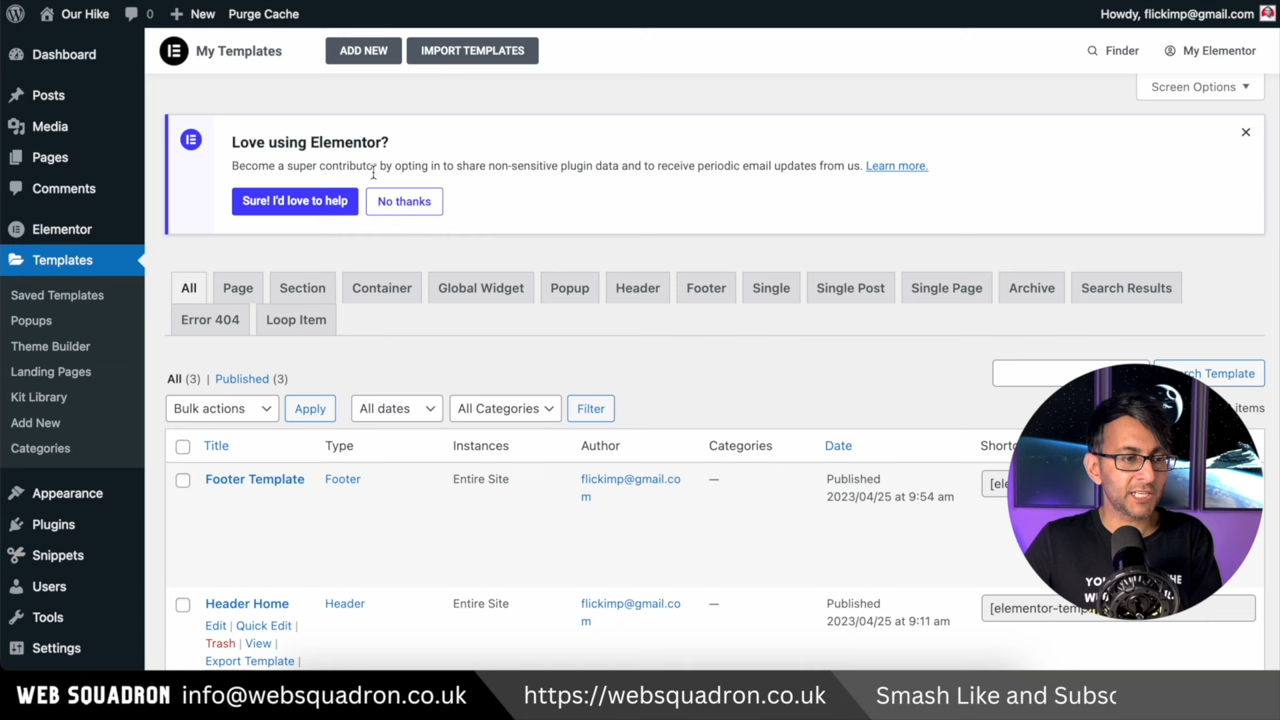 Our Hike 0 New Purge Cache Howdy, flickimp@gmail.com
Dashboard
Posts
Media
Pages
Comments
Elementor
Templates
Saved Templates
Popups
Theme Builder
Landing Pages
Kit Library
Add New
Categories
Appearance
Plugins
Snippets
Users
Tools
Settings
My Templates ADD NEW IMPORT TEMPLATES Finder My Elementor
Screen Options
Love using Elementor?
Become a super contributor by opting in to share non-sensitive plugin data and to receive periodic email updates from us. Learn more.
Sure! I'd love to help No thanks
All Page Section Container Global Widget Popup Header Footer Single Single Post Single Page Archive Search Results
Error 404 Loop Item
All (3) | Published (3)
Template
Bulk actions Apply All dates All Categories Filter items
Title Type Instances Author Categories Date
Footer Template Footer Entire Site flickimp@gmail.co — Published
m 2023/04/25 at 9:54 am
Header Home Header Entire Site flickimp@gmail.co — Published
m 2023/04/25 at 9:11 am
Edit | Quick Edit |
Trash | View |
Export Template |
WEB SQUADRON info@websquadron.co.uk https://websquadron.co.uk Smash Like and Subsc